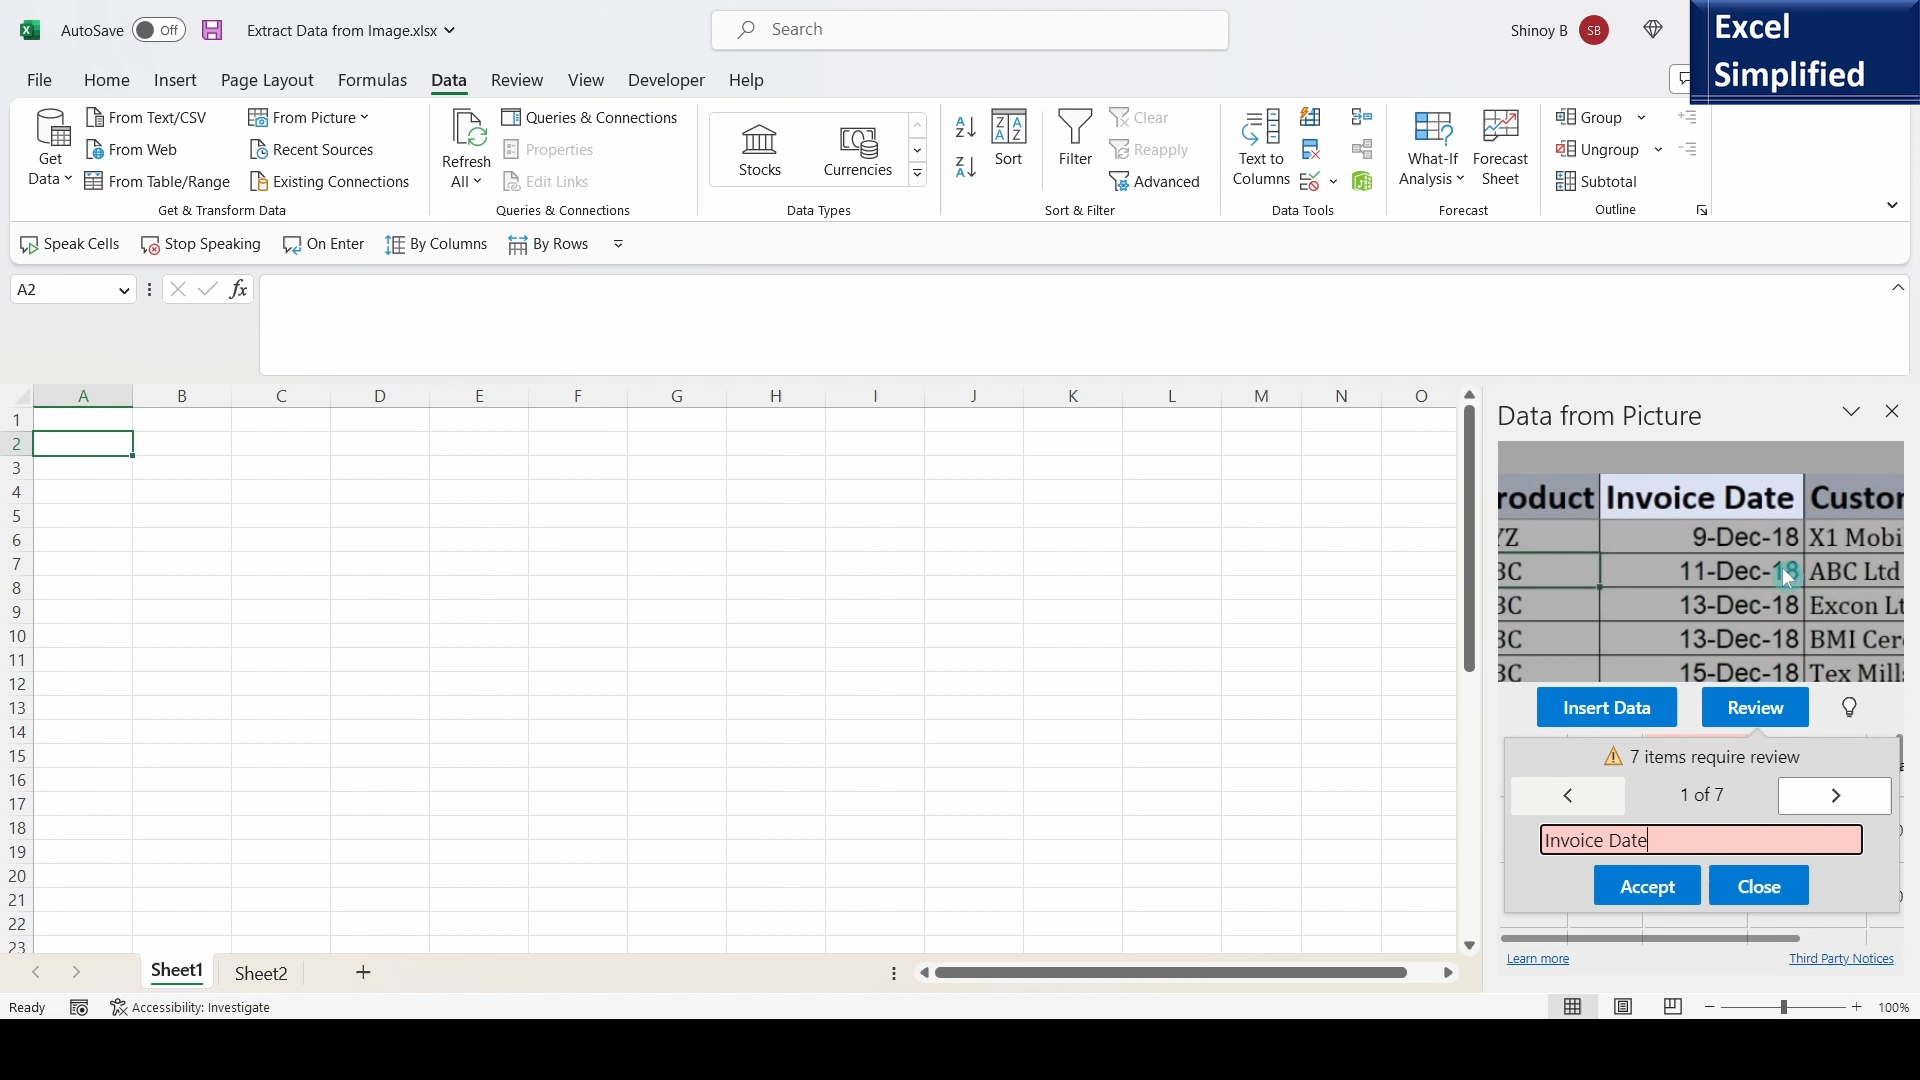 AutoSave Off Extract Data from Image.xlsx Search Shinoy B SB
Excel
Simplified
File Home Insert Page Layout Formulas Data Review View Developer Help
Get
Data
From Text/CSV
From Web
From Table/Range
From Picture
Recent Sources
Existing Connections
Get & Transform Data
Refresh
All
Queries & Connections
Properties
Edit Links
Queries & Connections
Stocks
Currencies
Data Types
Sort
Filter
Clear
Reapply
Advanced
Sort & Filter
Text to
Columns
Data Tools
What-If
Analysis
Forecast
Sheet
Forecast
Group
Ungroup
Subtotal
Outline
Speak Cells Stop Speaking On Enter By Columns By Rows
A2 fx
A B C D E F G H I J K L M N O
1
2
3
4
5
6
7
8
9
10
11
12
13
14
15
16
17
18
19
20
21
22
23
Data from Picture
roduct Invoice Date Custor
YZ 9-Dec-18 X1 Mobi
BC 11-Dec-18 ABC Ltd
BC 13-Dec-18 Excon Lt
BC 13-Dec-18 BMI Cer
BC 15-Dec-18 Tex Mill
Insert Data Review
7 items require review
1 of 7
Invoice Date
Accept Close
Learn more Third Party Notices
Sheet1 Sheet2
Ready Accessibility: Investigate 100%